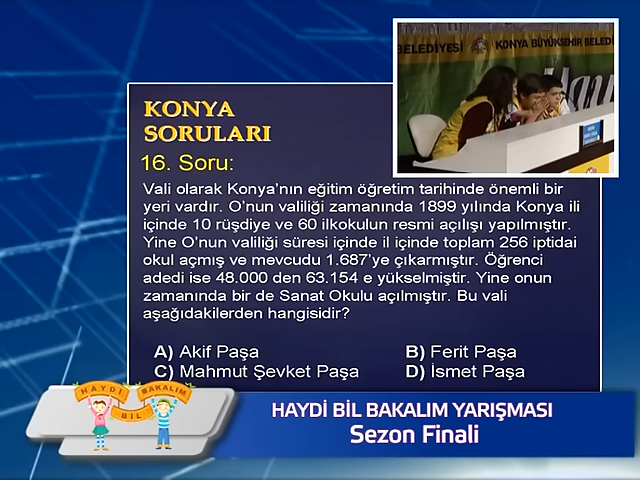 BELEDİYESİ KONYA BÜYÜKŞEHİR BELED
KONYA
SORULARI
16. Soru:
Vali olarak Konya'nın eğitim öğretim tarihinde önemli bir
yeri vardır. O'nun valiliği zamanında 1899 yılında Konya ili
içinde 10 rüşdiye ve 60 ilkokulun resmi açılışı yapılmıştır.
Yine O'nun valiliği süresi içinde il içinde toplam 256 iptidai
okul açmış ve mevcudu 1.687'ye çıkarmıştır. Öğrenci
adedi ise 48.000 den 63.154 e yükselmiştir. Yine onun
zamanında bir de Sanat Okulu açılmıştır. Bu vali
aşağıdakilerden hangisidir?
A) Akif Paşa
B) Ferit Paşa
C) Mahmut Şevket Paşa
D) İsmet Paşa
HAYDİ BAKALIM
BİL
HAYDİ BİL BAKALIM YARIŞMASI
Sezon Finali